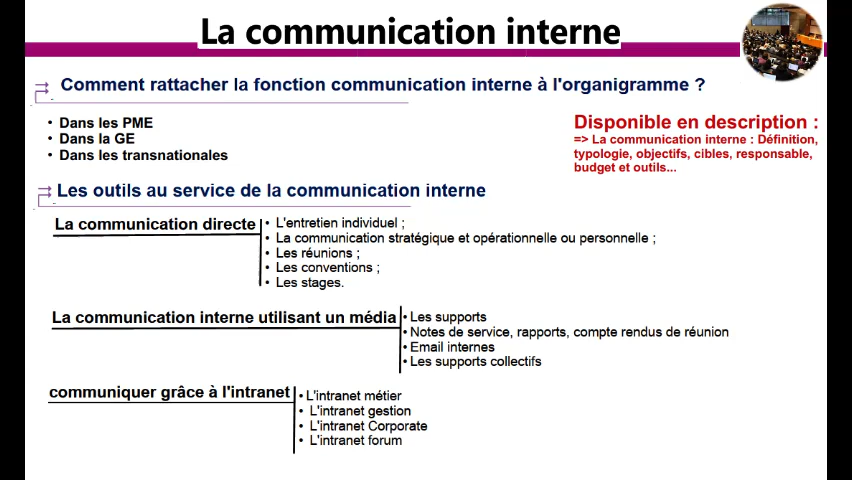 La communication interne
Comment rattacher la fonction communication interne à l'organigramme ?
• Dans les PME
• Dans la GE
• Dans les transnationales
Disponible en description :
=> La communication interne : Définition,
typologie, objectifs, cibles, responsable,
budget et outils...
Les outils au service de la communication interne
La communication directe
• L'entretien individuel ;
• La communication stratégique et opérationnelle ou personnelle ;
• Les réunions ;
• Les conventions ;
• Les stages.
La communication interne utilisant un média
• Les supports
• Notes de service, rapports, compte rendus de réunion
• Email internes
• Les supports collectifs
communiquer grâce à l'intranet
• L'intranet métier
• L'intranet gestion
• L'intranet Corporate
• L'intranet forum